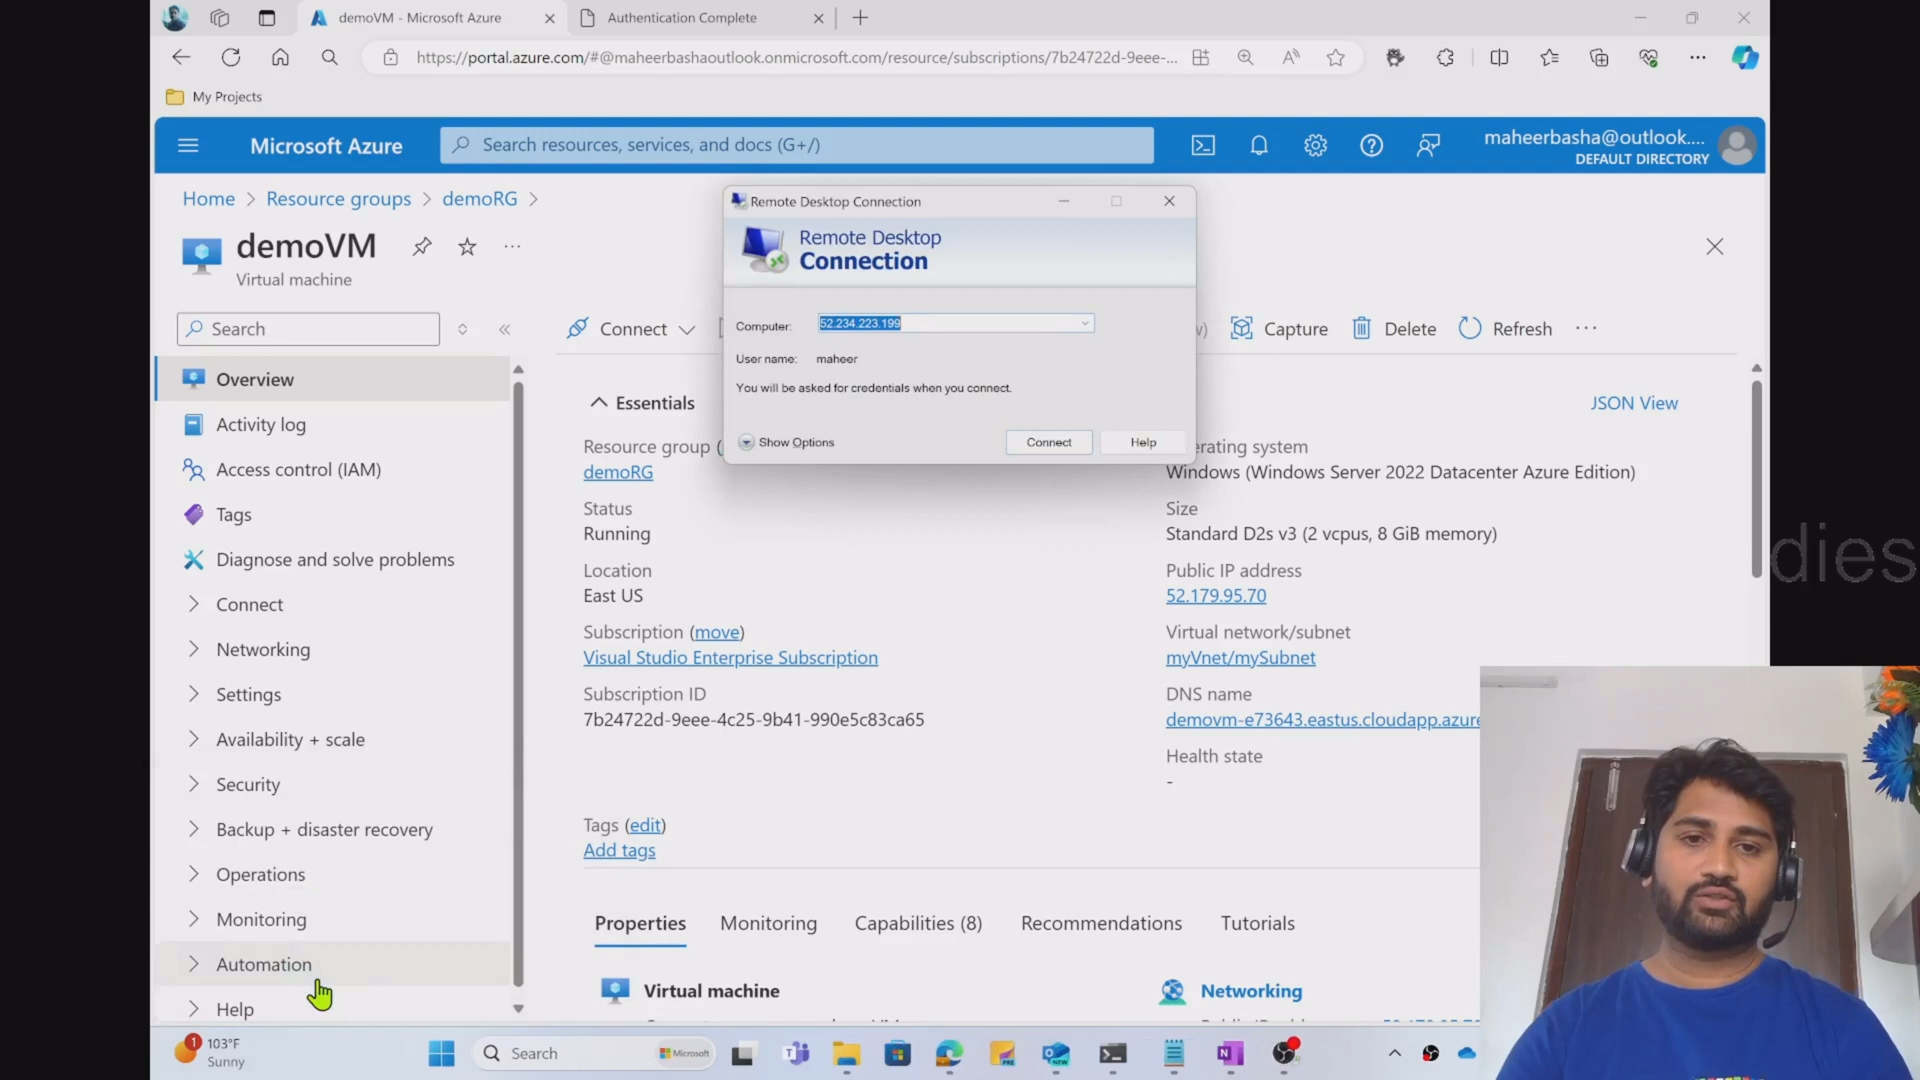 demoVM - Microsoft Azure
Authentication Complete
https://portal.azure.com/#@maheerbashaoutlook.onmicrosoft.com/resource/subscriptions/7b24722d-9eee-...
My Projects
Microsoft Azure
Search resources, services, and docs (G+/)
maheerbasha@outlook....
DEFAULT DIRECTORY
Home > Resource groups > demoRG >
demoVM
Virtual machine
Remote Desktop Connection
Remote Desktop
Connection
Computer: 52.234.223.199
User name: maheer
You will be asked for credentials when you connect.
Show Options
Connect
Help
Search
Connect
Capture
Delete
Refresh
Overview
Activity log
Access control (IAM)
Tags
Diagnose and solve problems
Connect
Networking
Settings
Availability + scale
Security
Backup + disaster recovery
Operations
Monitoring
Automation
Help
Essentials
JSON View
Resource group (
demoRG
Status
Running
Location
East US
Subscription (move)
Visual Studio Enterprise Subscription
Subscription ID
7b24722d-9eee-4c25-9b41-990e5c83ca65
erating system
Windows (Windows Server 2022 Datacenter Azure Edition)
Size
Standard D2s v3 (2 vcpus, 8 GiB memory)
Public IP address
52.179.95.70
Virtual network/subnet
myVnet/mySubnet
DNS name
demovm-e73643.eastus.cloudapp.azure
Health state
-
Tags (edit)
Add tags
Properties
Monitoring
Capabilities (8)
Recommendations
Tutorials
Virtual machine
Networking
dies
1
103°F
Sunny
Search
Microsoft